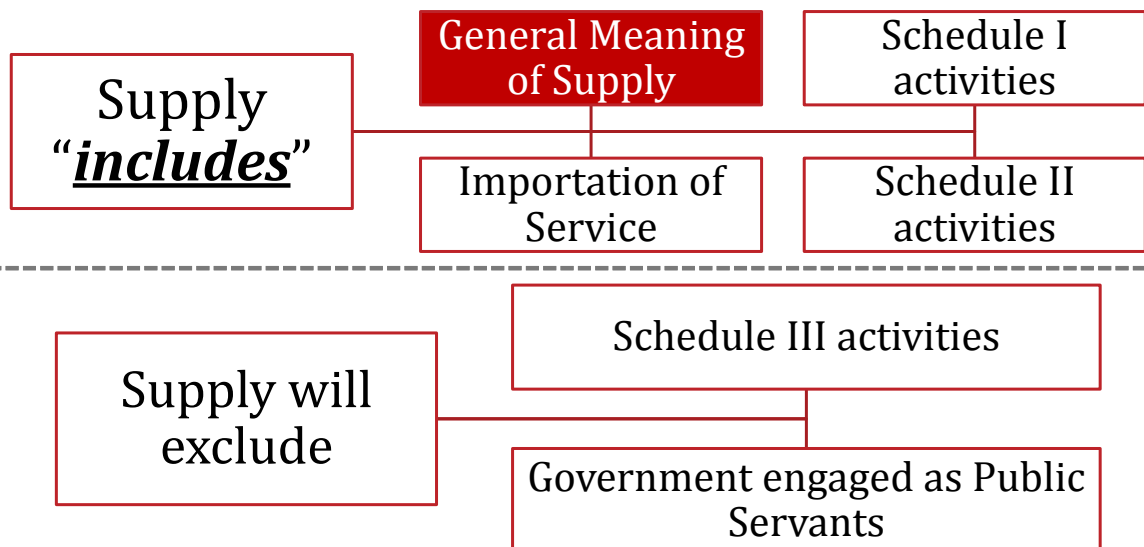 Supply
“includes”
General Meaning
of Supply
Schedule I
activities
Importation of
Service
Schedule II
activities
Supply will
exclude
Schedule III activities
Government engaged as Public
Servants